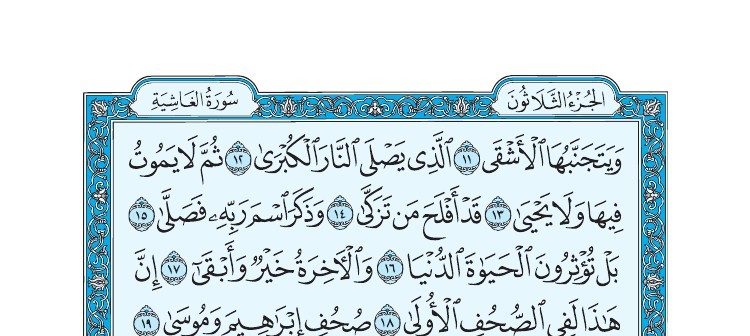 الجُزْءُ الثَّلَاثُونَ
سُورَةُ الغَاشِيَةِ
وَيَتَجَنَّبُهَا ٱلْأَشْقَى ١١ ٱلَّذِى يَصْلَى ٱلنَّارَ ٱلْكُبْرَىٰ ١٢ ثُمَّ لَا يَمُوتُ
فِيهَا وَلَا يَحْيَىٰ ١٣ قَدْ أَفْلَحَ مَن تَزَكَّىٰ ١٤ وَذَكَرَ ٱسْمَ رَبِّهِۦ فَصَلَّىٰ ١٥
بَلْ تُؤْثِرُونَ ٱلْحَيَوٰةَ ٱلدُّنْيَا ١٦ وَٱلْـَٔاخِرَةُ خَيْرٌ وَأَبْقَىٰٓ ١٧ إِنَّ
هَٰذَا لَفِى ٱلصُّحُفِ ٱلْأُولَىٰ ١٨ صُحُفِ إِبْرَٰهِيمَ وَمُوسَىٰ ١٩